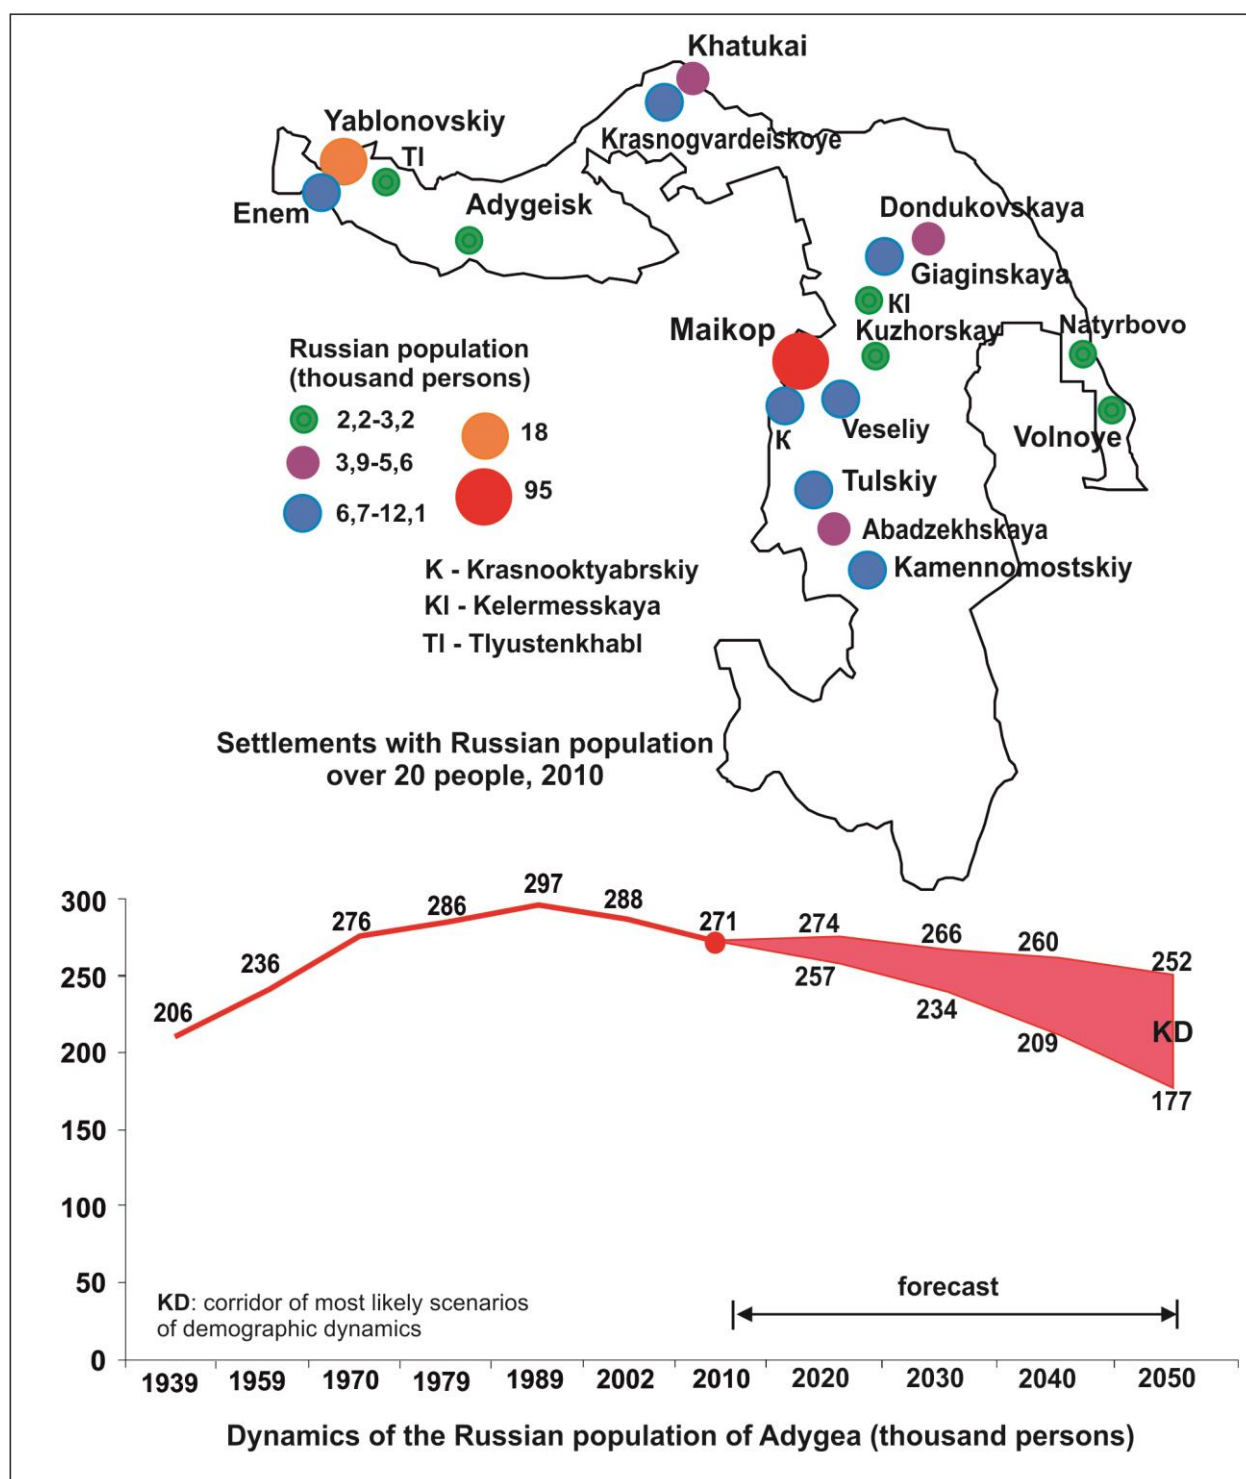 Khatukai
Yablonovskiy
Tl
Krasnogvardeiskoye
Enem
Adygeisk
Dondukovskaya
Giaginskaya
Kl
Maikop
Kuzhorskay
Natyrbovo
K
Veseliy
Volnoye
Tulskiy
Abadzekhskaya
Kamennomostskiy
Russian population
(thousand persons)
2,2-3,2
3,9-5,6
6,7-12,1
18
95
K - Krasnooktyabrskiy
Kl - Kelermesskaya
Tl - Tlyustenkhabl
Settlements with Russian population
over 20 people, 2010
300
250
200
150
100
50
0
206
236
276
286
297
288
271
274
266
260
252
257
234
209
177
KD
forecast
KD: corridor of most likely scenarios
of demographic dynamics
1939 1959 1970 1979 1989 2002 2010 2020 2030 2040 2050
Dynamics of the Russian population of Adygea (thousand persons)